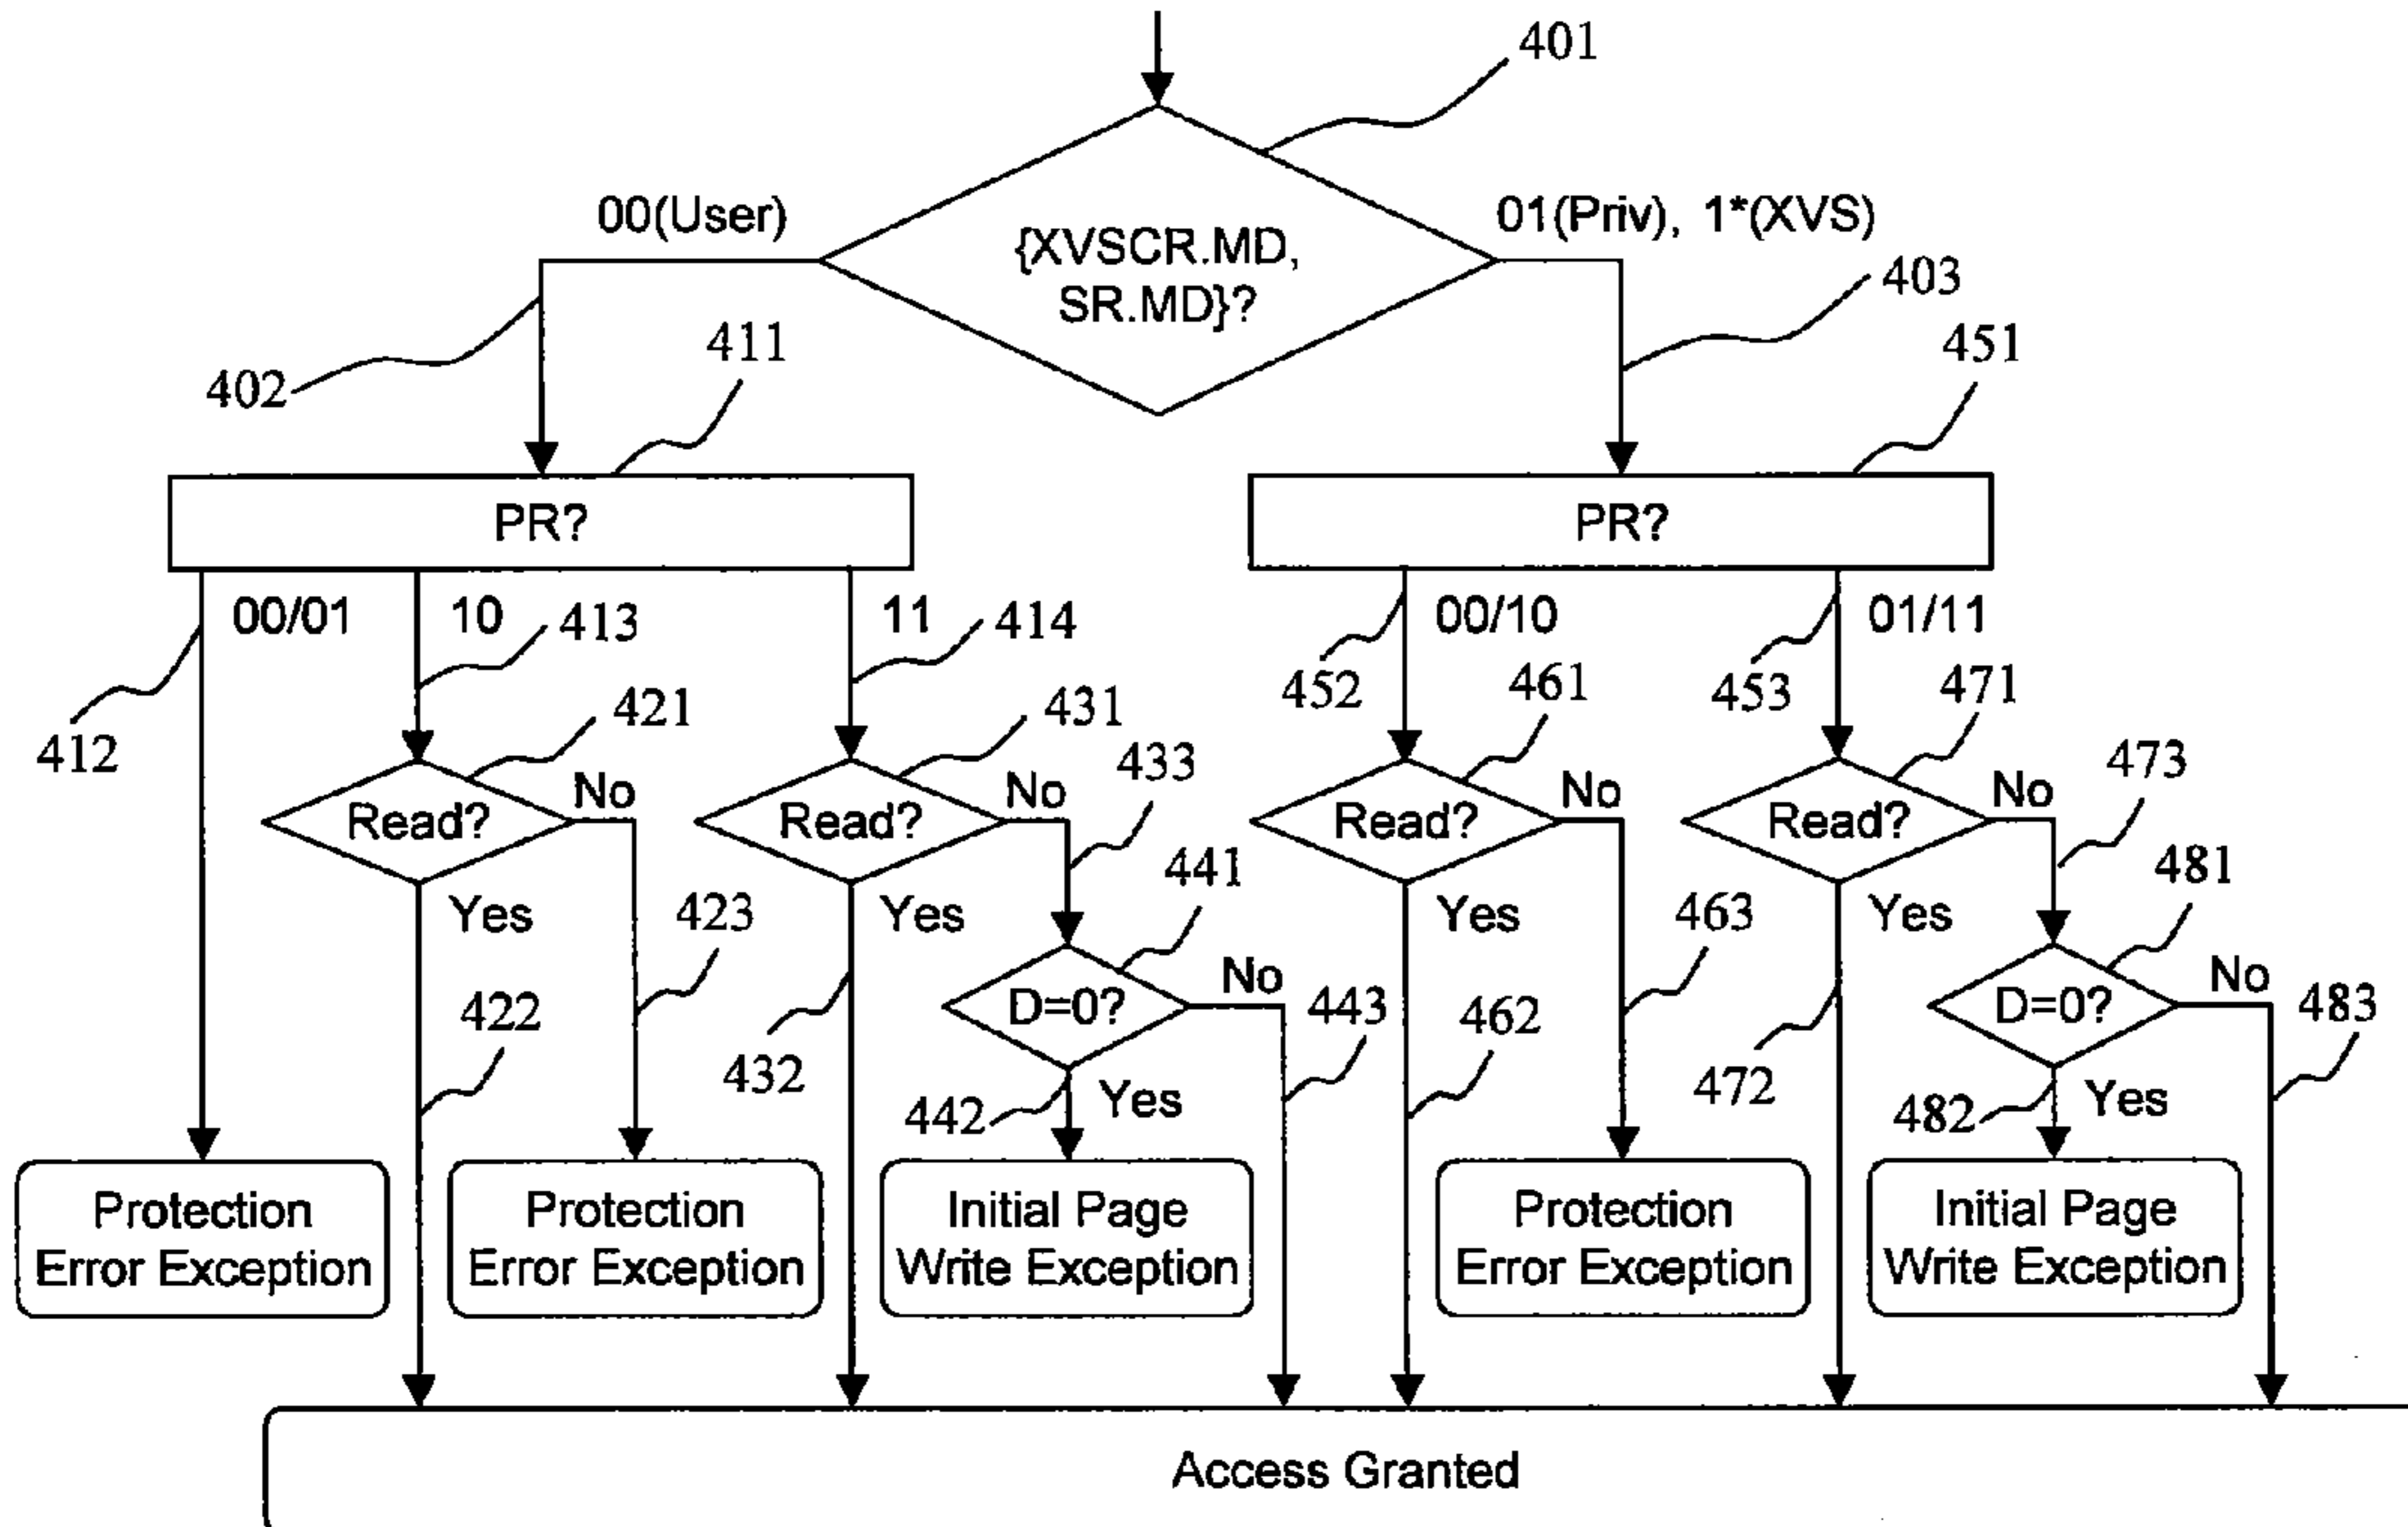 401
00(User)
01(Priv), 1*(XVS)
{XVSCR.MD,
SR.MD}?
403
402
411
451
PR?
PR?
00/01
10
413
11
414
00/10
01/11
412
452
453
421
431
433
461
471
473
Read?
No
Read?
No
Read?
No
Read?
No
Yes
423
Yes
441
Yes
463
Yes
481
422
432
D=0?
No
443
462
472
D=0?
No
483
442
Yes
482
Yes
Protection
Error Exception
Protection
Error Exception
Initial Page
Write Exception
Protection
Error Exception
Initial Page
Write Exception
Access Granted